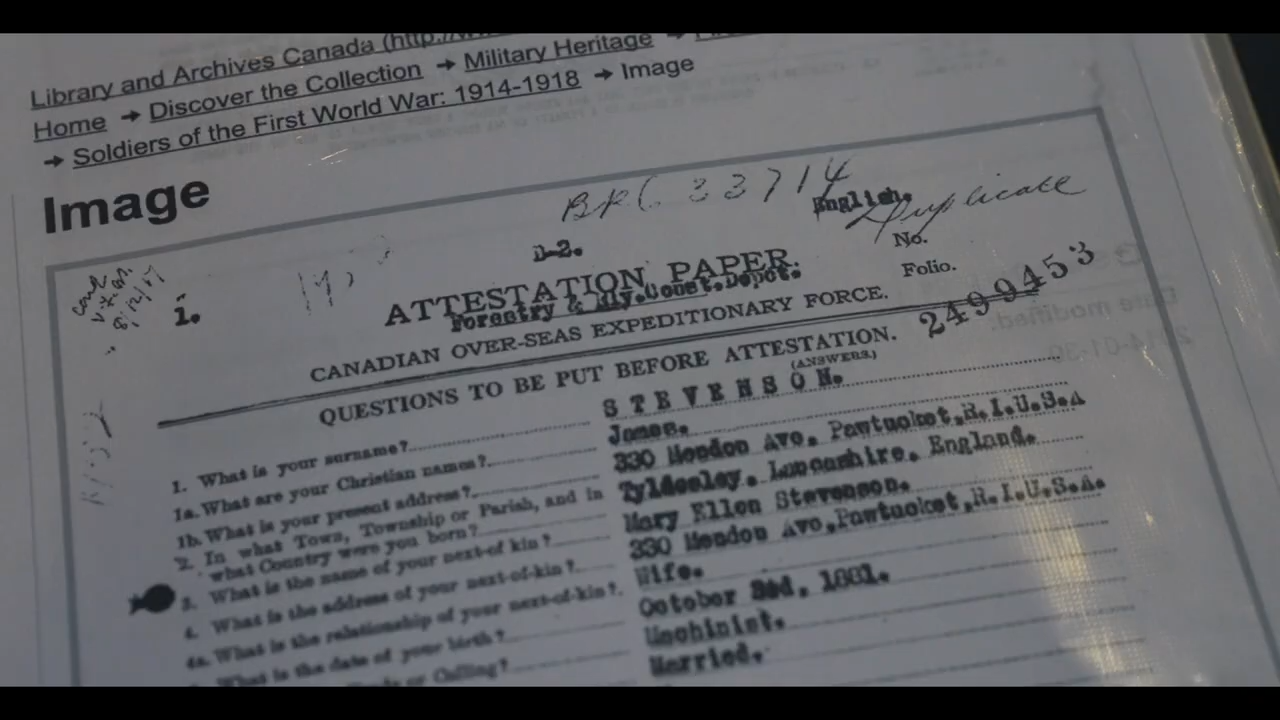 Library and Archives Canada (http://w
Home → Discover the Collection → Military Heritage →
→ Soldiers of the First World War: 1914-1918 → Image
Image
33714
English.
Duplicate
D-2.
No.
1.
ATTESTATION PAPER.
Folio.
Forestry & Rly.Const.Depot.
CANADIAN OVER-SEAS EXPEDITIONARY FORCE.
2499453
QUESTIONS TO BE PUT BEFORE ATTESTATION.
(ANSWERS.)
1. What is your surname? STEVENSON.
1a. What are your Christian names? James.
1b. What is your present address? 330 Mendon Ave, Pawtucket, R.I.U.S.A
2. In what Town, Township or Parish, and in
what Country were you born? Tyldesley, Lancashire, England.
3. What is the name of your next-of kin? Mary Ellen Stevenson.
4. What is the address of your next-of-kin? 330 Mendon Ave, Pawtucket, R.I.U.S.A.
4a. What is the relationship of your next-of-kin? Wife.
What is the date of your birth? October 1881.
or Calling? Machinist.
Married.